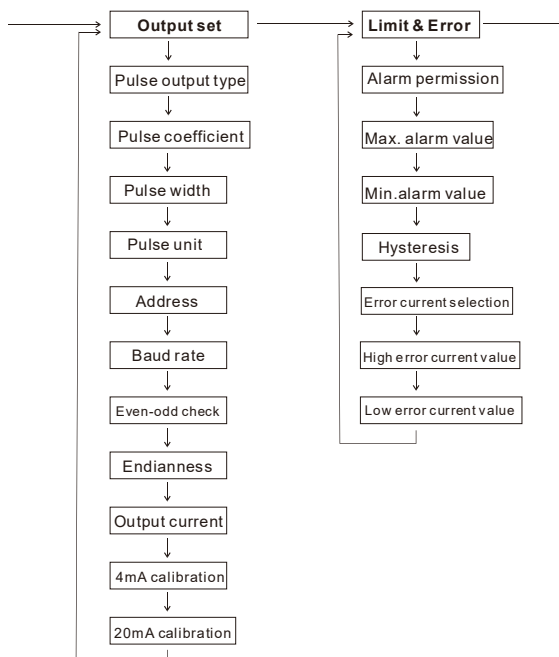 Output set
Pulse output type
Pulse coefficient
Pulse width
Pulse unit
Address
Baud rate
Even-odd check
Endianness
Output current
4mA calibration
20mA calibration
Limit & Error
Alarm permission
Max. alarm value
Min.alarm value
Hysteresis
Error current selection
High error current value
Low error current value